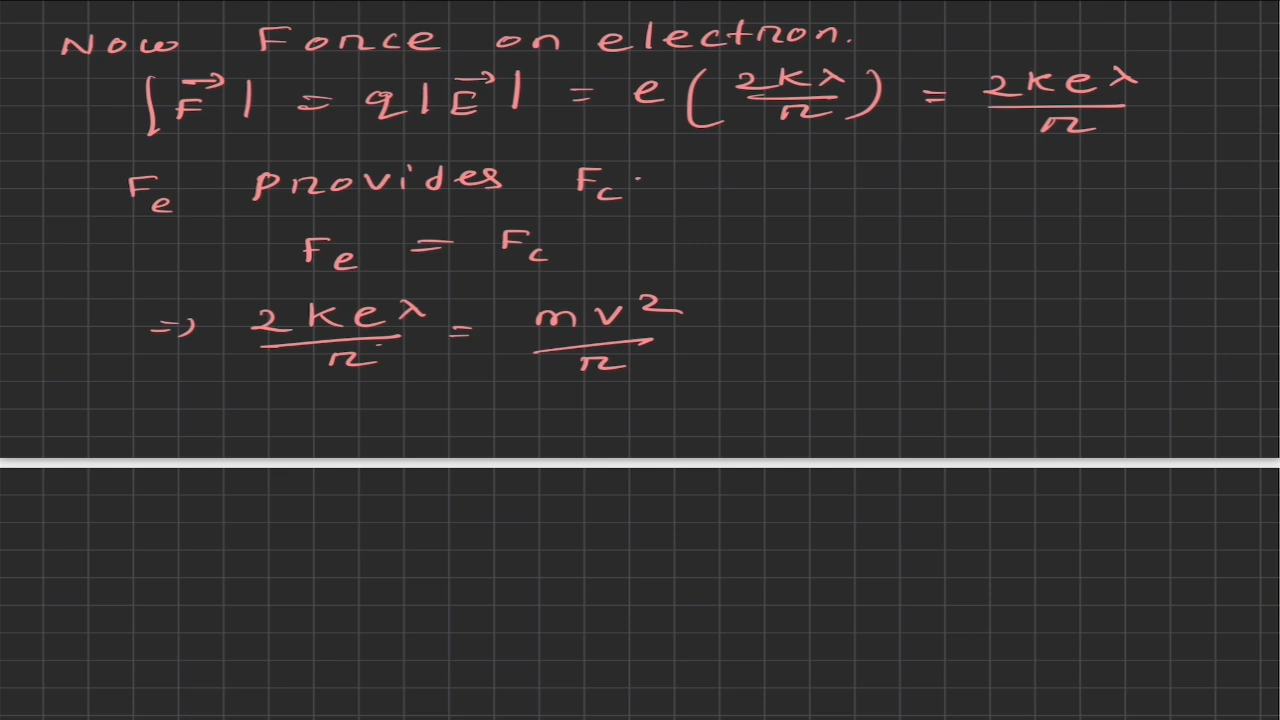 Now Force on electron.
|F⃗| = q|E⃗| = e(2kλ/r) = 2keλ/r
Fe provides Fc.
Fe = Fc
=> 2keλ/r = mv²/r